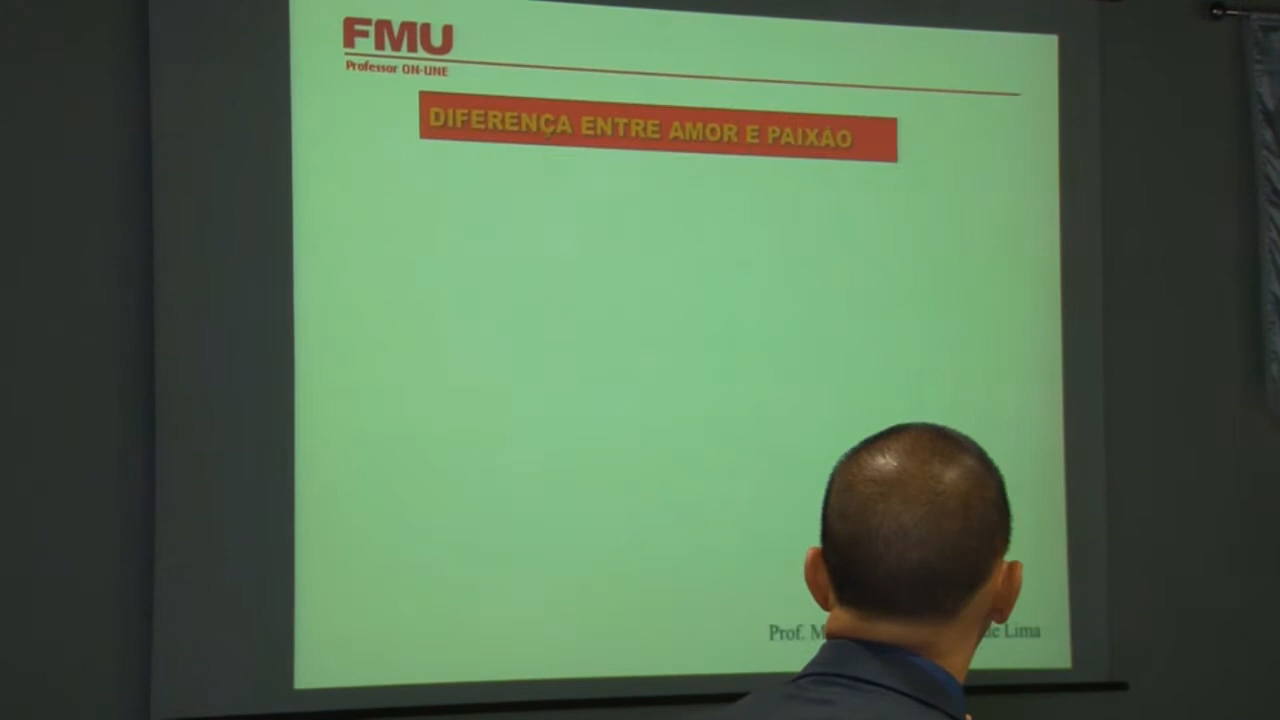 FMU
Professor ON-LINE
DIFERENÇA ENTRE AMOR E PAIXÃO
Prof. M de Lima